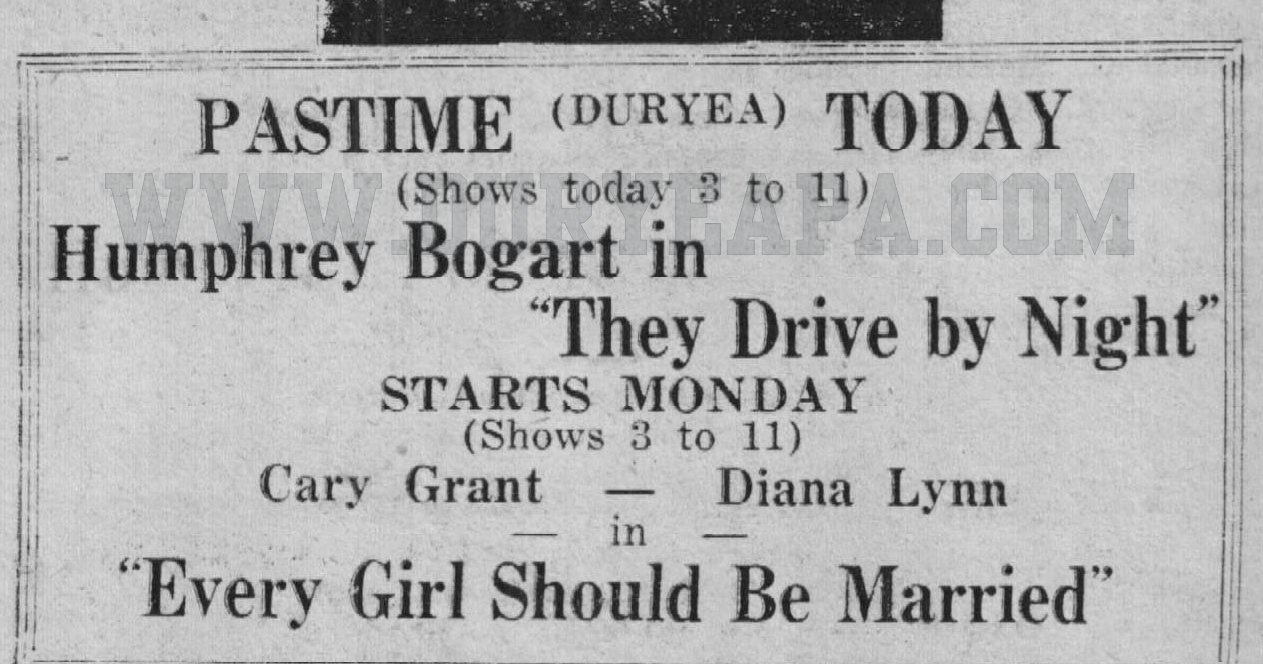 PASTIME (DURYEA) TODAY
WWW.DURYEAPA.COM
(Shows today 3 to 11)
Humphrey Bogart in
"They Drive by Night"
STARTS MONDAY
(Shows 3 to 11)
Cary Grant — Diana Lynn
— in —
"Every Girl Should Be Married"